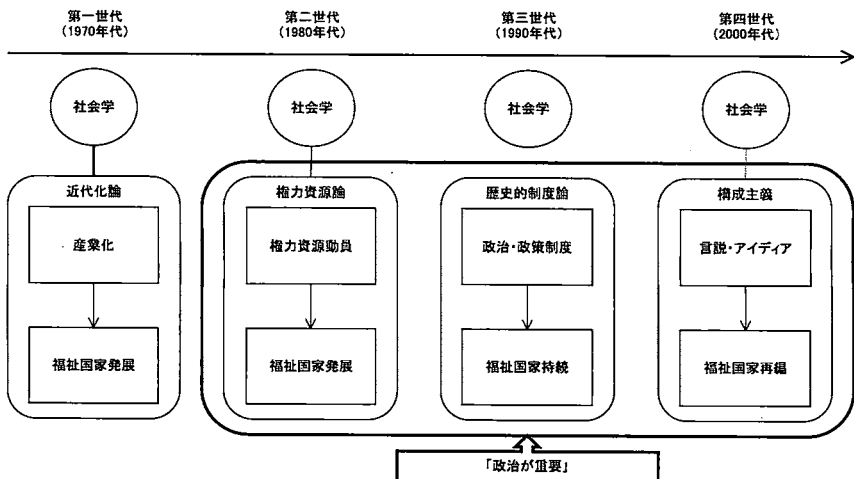 第一世代
(1970年代)
第二世代
(1980年代)
第三世代
(1990年代)
第四世代
(2000年代)
社会学
社会学
社会学
社会学
近代化論
権力資源論
歴史的制度論
構成主義
産業化
権力資源動員
政治・政策制度
言説・アイディア
福祉国家発展
福祉国家発展
福祉国家持続
福祉国家再編
「政治が重要」